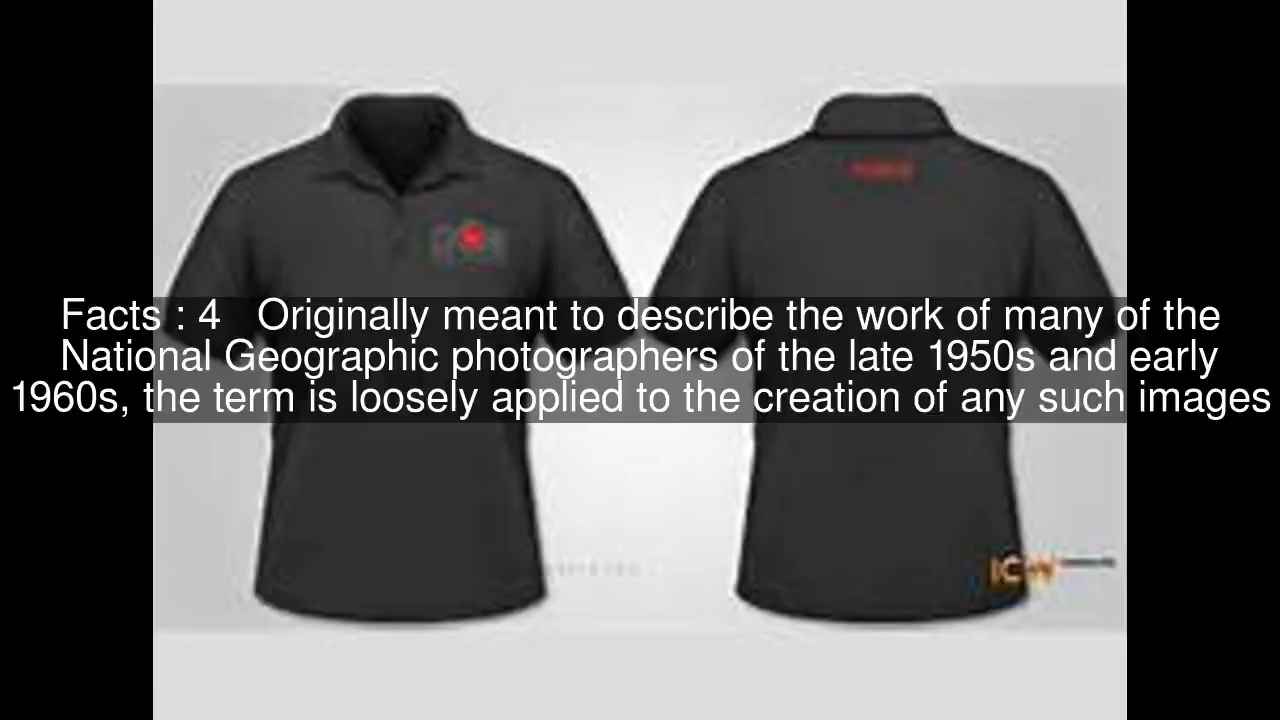 Facts : 4 Originally meant to describe the work of many of the
National Geographic photographers of the late 1950s and early
1960s, the term is loosely applied to the creation of any such images
ICW